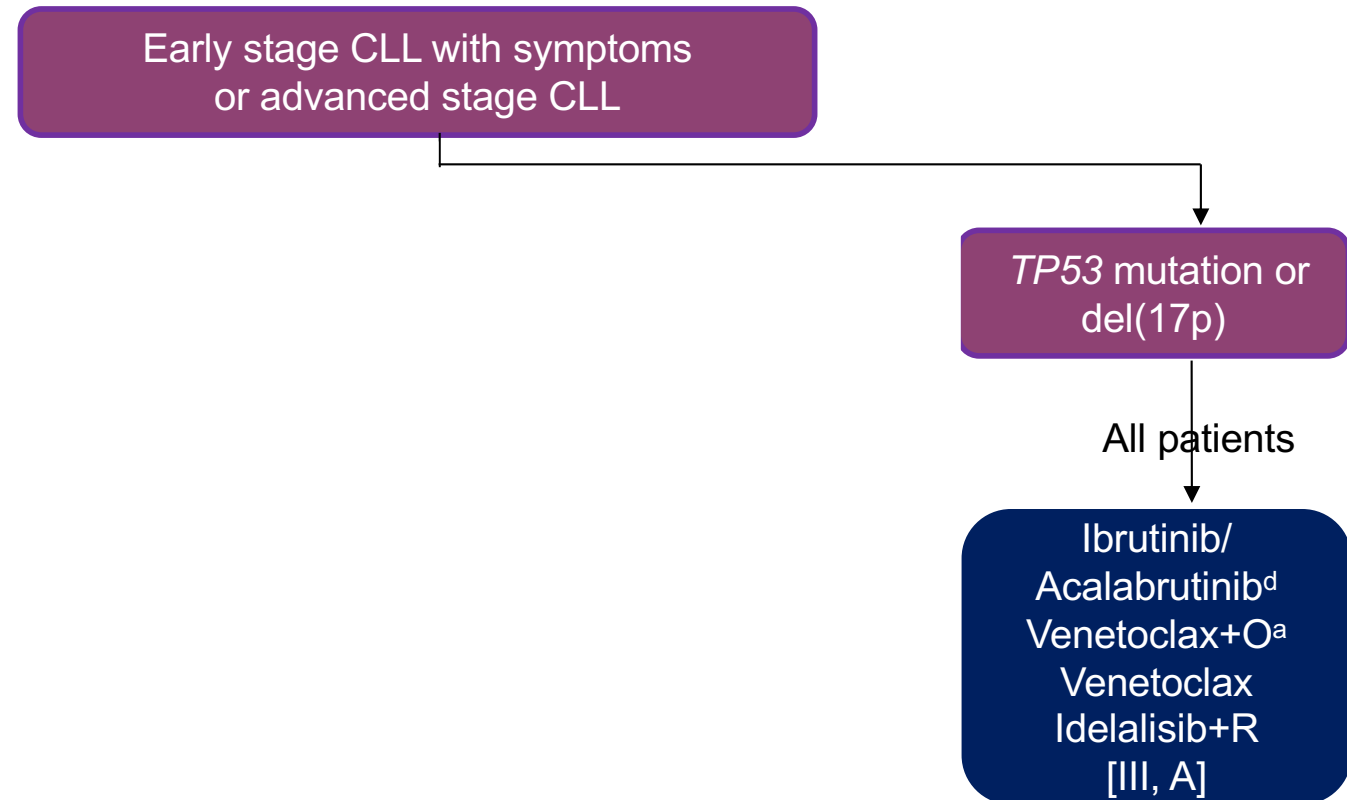 Early stage CLL with symptoms
or advanced stage CLL
TP53 mutation or
del(17p)
All patients
Ibrutinib/
Acalabrutinibᵈ
Venetoclax+Oᵃ
Venetoclax
Idelalisib+R
[III, A]